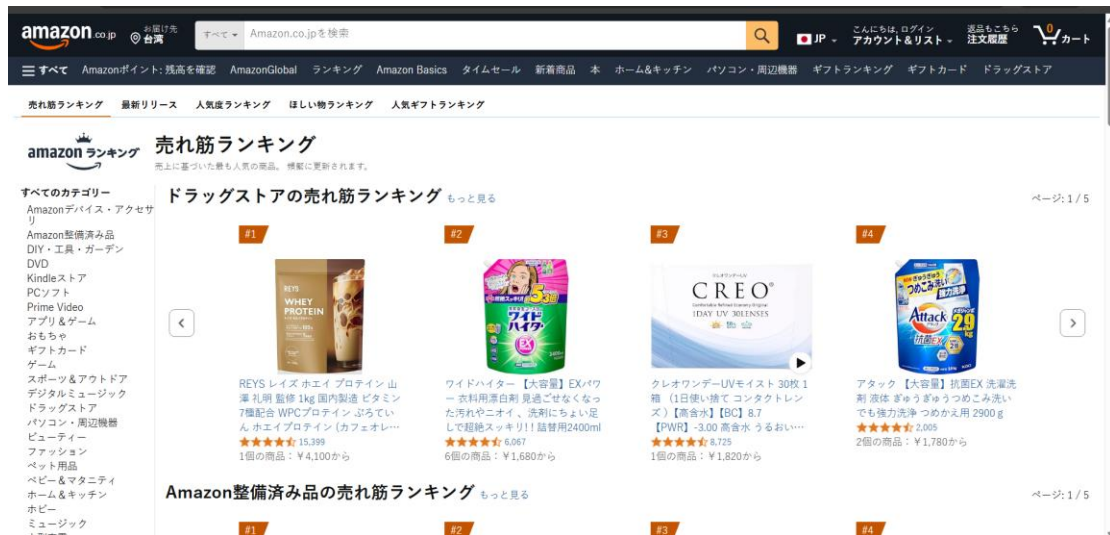 amazon.co.jp
お届け先
台湾
すべて
Amazon.co.jpを検索
JP
こんにちは, ログイン
アカウント&リスト
返品もこちら
注文履歴
0
カート
すべて Amazonポイント: 残高を確認 AmazonGlobal ランキング Amazon Basics タイムセール 新着商品 本 ホーム&キッチン パソコン・周辺機器 ギフトランキング ギフトカード ドラッグストア
売れ筋ランキング 最新リリース 人気度ランキング ほしい物ランキング 人気ギフトランキング
amazon ランキング
売れ筋ランキング
売上に基づいた最も人気の商品。 頻繁に更新されます。
すべてのカテゴリー
Amazonデバイス・アクセサ
リ
Amazon整備済み品
DIY・工具・ガーデン
DVD
Kindleストア
PCソフト
Prime Video
アプリ&ゲーム
おもちゃ
ギフトカード
ゲーム
スポーツ&アウトドア
デジタルミュージック
ドラッグストア
パソコン・周辺機器
ビューティー
ファッション
ペット用品
ベビー&マタニティ
ホーム&キッチン
ホビー
ミュージック
ドラッグストアの売れ筋ランキング もっと見る
ページ: 1 / 5
#1
REYS
WHEY
PROTEIN
REYS レイズ ホエイ プロテイン 山
澤 礼明 監修 1kg 国内製造 ビタミン
7種配合 WPCプロテイン ぷろてい
ん ホエイプロテイン (カフェオレ…
15,399
1個の商品:¥4,100から
#2
ワイド
ハイター
EX
ワイドハイター 【大容量】EXパワ
ー 衣料用漂白剤 見過ごせなくなっ
た汚れやニオイ、洗剤にちょい足
しで超絶スッキリ!! 詰替用2400ml
6,067
6個の商品:¥1,680から
#3
CREO
1DAY UV 30LENSES
クレオワンデーUVモイスト 30枚 1
箱 (1日使い捨て コンタクトレン
ズ)【高含水】【BC】8.7
【PWR】-3.00 高含水 うるおい…
8,725
1個の商品:¥1,820から
#4
ぎゅうぎゅう
つめこみ洗い
強力洗浄
Attack
抗菌EX
2.9
kg
アタック 【大容量】抗菌EX 洗濯洗
剤 液体 ぎゅうぎゅうつめこみ洗い
でも強力洗浄 つめかえ用 2900 g
2,005
2個の商品:¥1,780から
Amazon整備済み品の売れ筋ランキング もっと見る
ページ: 1 / 5
#1
#2
#3
#4